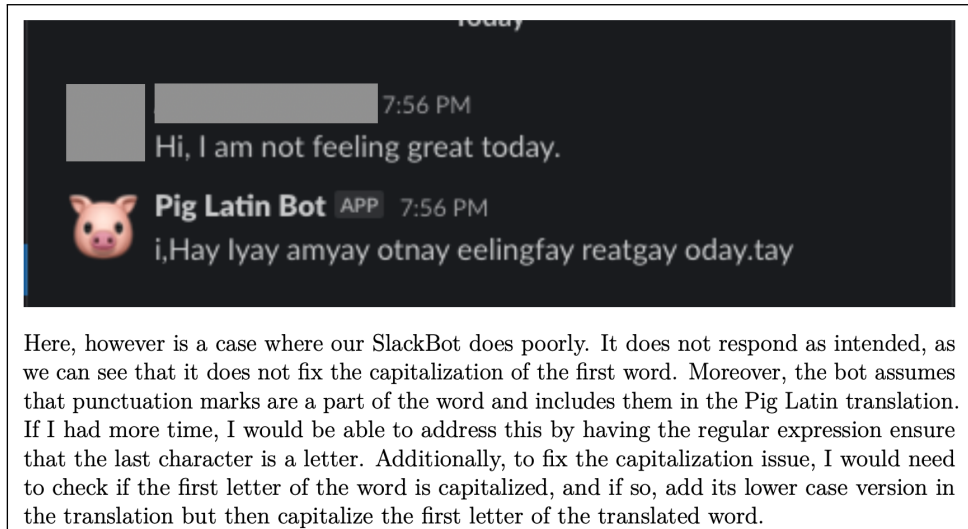 Today
7:56 PM
Hi, I am not feeling great today.
Pig Latin Bot APP 7:56 PM
i,Hay Iyay amyay otnay eelingfay reatgay oday.tay
Here, however is a case where our SlackBot does poorly. It does not respond as intended, as
we can see that it does not fix the capitalization of the first word. Moreover, the bot assumes
that punctuation marks are a part of the word and includes them in the Pig Latin translation.
If I had more time, I would be able to address this by having the regular expression ensure
that the last character is a letter. Additionally, to fix the capitalization issue, I would need
to check if the first letter of the word is capitalized, and if so, add its lower case version in
the translation but then capitalize the first letter of the translated word.